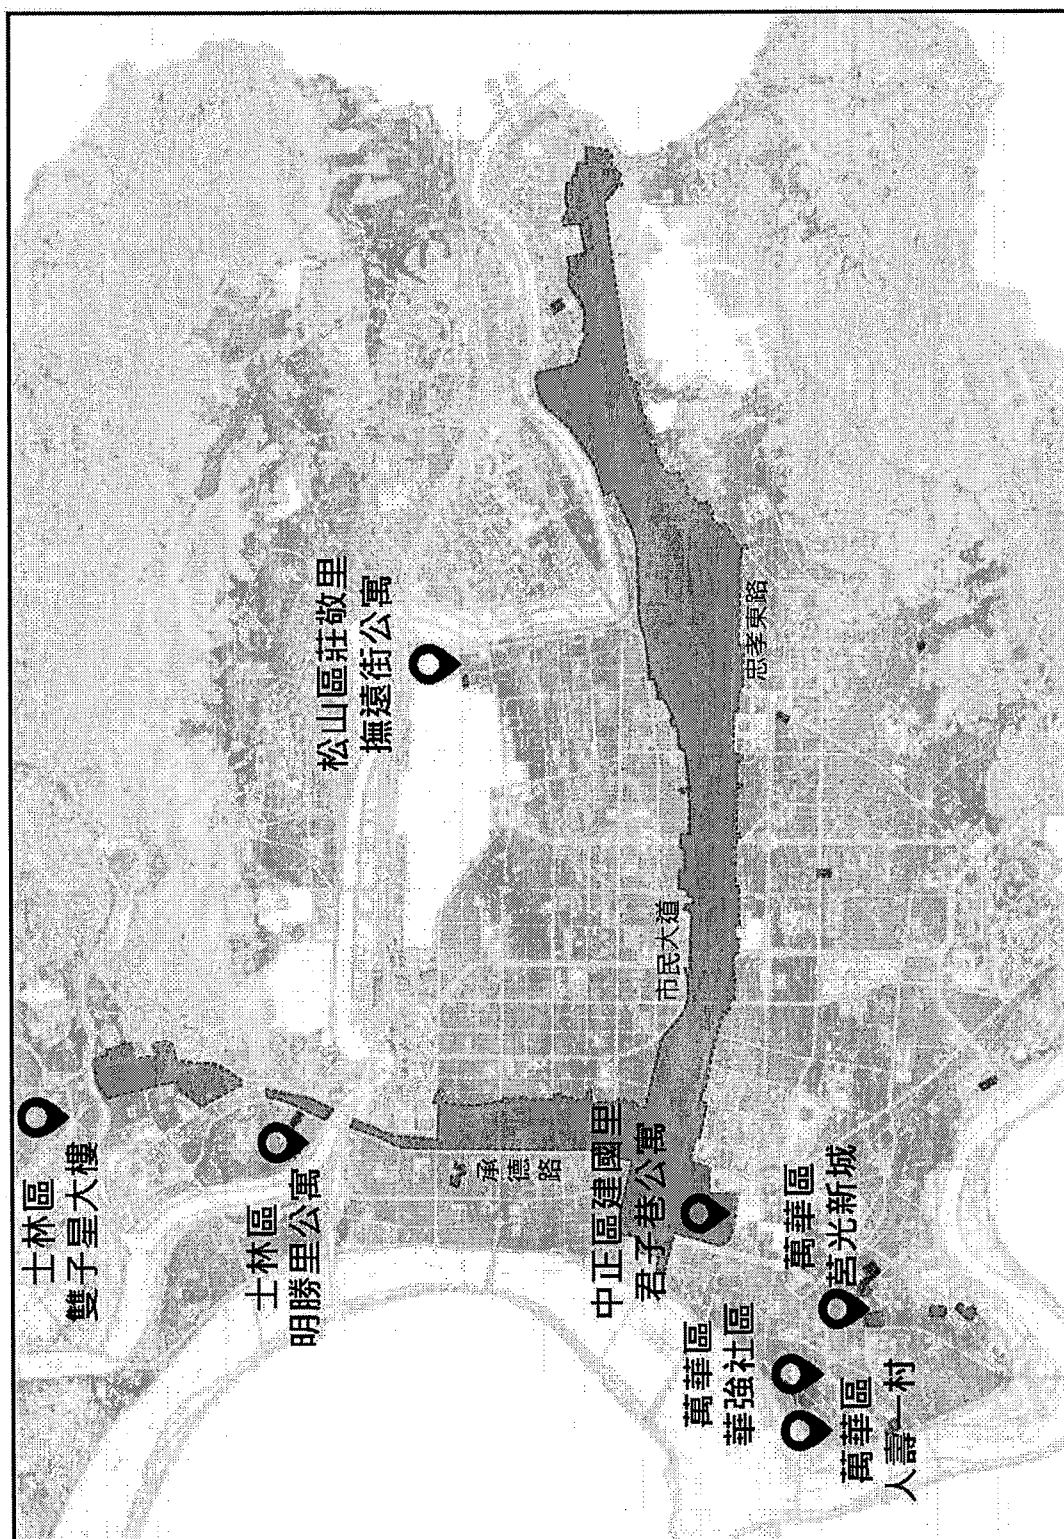 士林區
雙子星大樓
士林區
明勝里公寓
松山區莊敬里
撫遠街公寓
承德路
市民大道
忠孝東路
中正區建國里
君子巷公寓
萬華區
莒光新城
萬華區
華強社區
萬華區
人壽一村